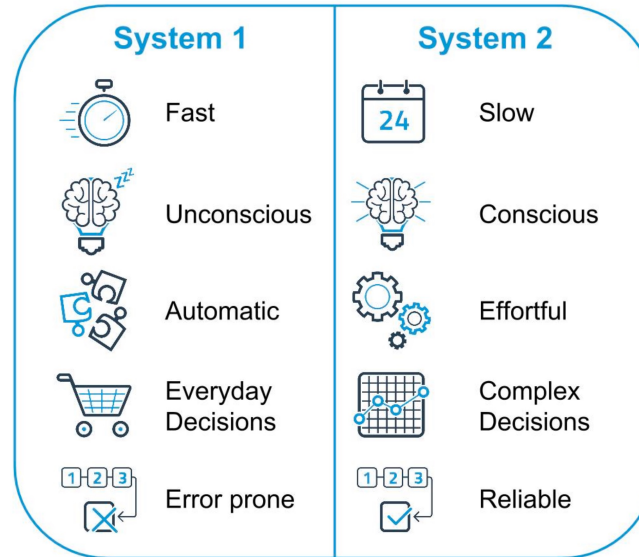 System 1
System 2
Fast
24
Slow
zzz
Unconscious
Conscious
Automatic
Effortful
Everyday
Decisions
Complex
Decisions
1 2 3
Error prone
1 2 3
Reliable